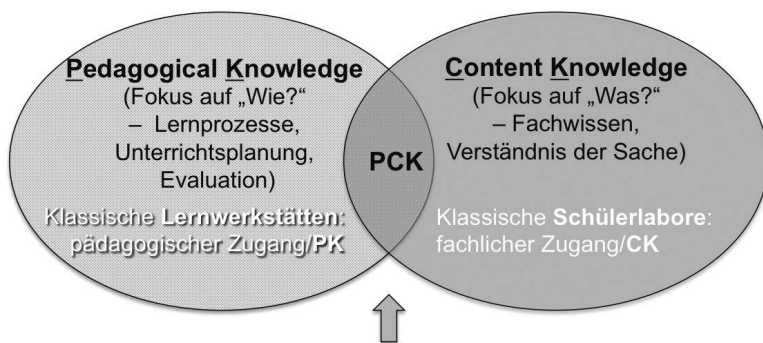 Pedagogical Knowledge
(Fokus auf „Wie?“
– Lernprozesse,
Unterrichtsplanung,
Evaluation)
Klassische Lernwerkstätten:
pädagogischer Zugang/PK
PCK
Content Knowledge
(Fokus auf „Was?“
– Fachwissen,
Verständnis der Sache)
Klassische Schülerlabore:
fachlicher Zugang/CK